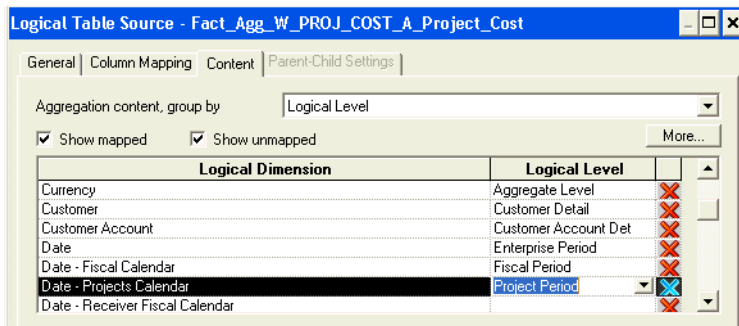 Logical Table Source - Fact_Agg_W_PROJ_COST_A_Project_Cost
General Column Mapping Content Parent-Child Settings
Aggregation content, group by Logical Level
Show mapped Show unmapped More...
Logical Dimension Logical Level
Currency Aggregate Level
Customer Customer Detail
Customer Account Customer Account Det
Date Enterprise Period
Date - Fiscal Calendar Fiscal Period
Date - Projects Calendar Project Period
Date - Receiver Fiscal Calendar